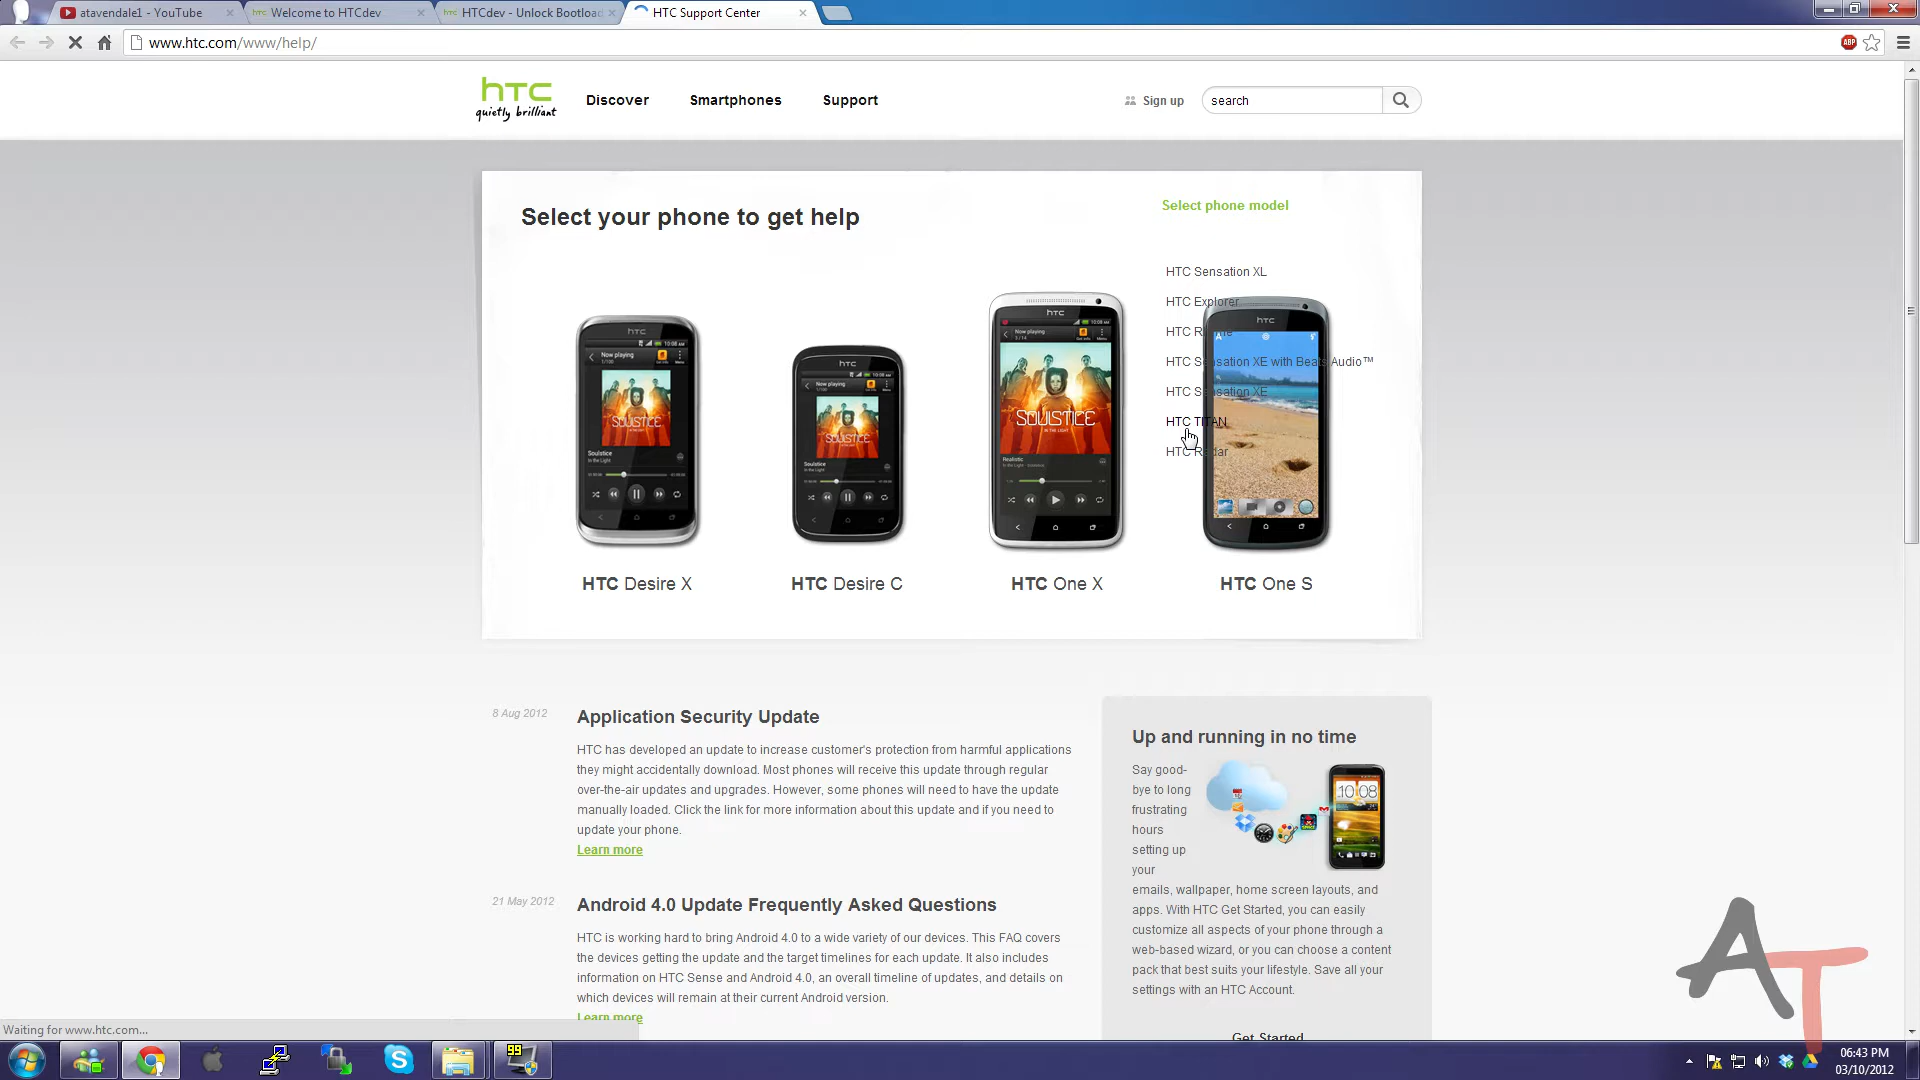 atavendale1 - YouTube
Welcome to HTCdev
HTCdev - Unlock Bootload
HTC Support Center
www.htc.com/www/help/
ABP
htc
quietly brilliant
Discover
Smartphones
Support
Sign up
search
Select your phone to get help
Select phone model
HTC Sensation XL
HTC Explorer
HTC Sensation XE with Beats Audio™
HTC Sensation XE
HTC TITAN
HTC Radar
HTC Desire X
HTC Desire C
HTC One X
HTC One S
8 Aug 2012
Application Security Update
HTC has developed an update to increase customer's protection from harmful applications
they might accidentally download. Most phones will receive this update through regular
over-the-air updates and upgrades. However, some phones will need to have the update
manually loaded. Click the link for more information about this update and if you need to
update your phone.
Learn more
21 May 2012
Android 4.0 Update Frequently Asked Questions
HTC is working hard to bring Android 4.0 to a wide variety of our devices. This FAQ covers
the devices getting the update and the target timelines for each update. It also includes
information on HTC Sense and Android 4.0, an overall timeline of updates, and details on
which devices will remain at their current Android version.
Learn more
Up and running in no time
Say good-
bye to long
frustrating
hours
setting up
your
emails, wallpaper, home screen layouts, and
apps. With HTC Get Started, you can easily
customize all aspects of your phone through a
web-based wizard, or you can choose a content
pack that best suits your lifestyle. Save all your
settings with an HTC Account.
Get Started
10:08
AT
Waiting for www.htc.com...
99
06:43 PM
03/10/2012